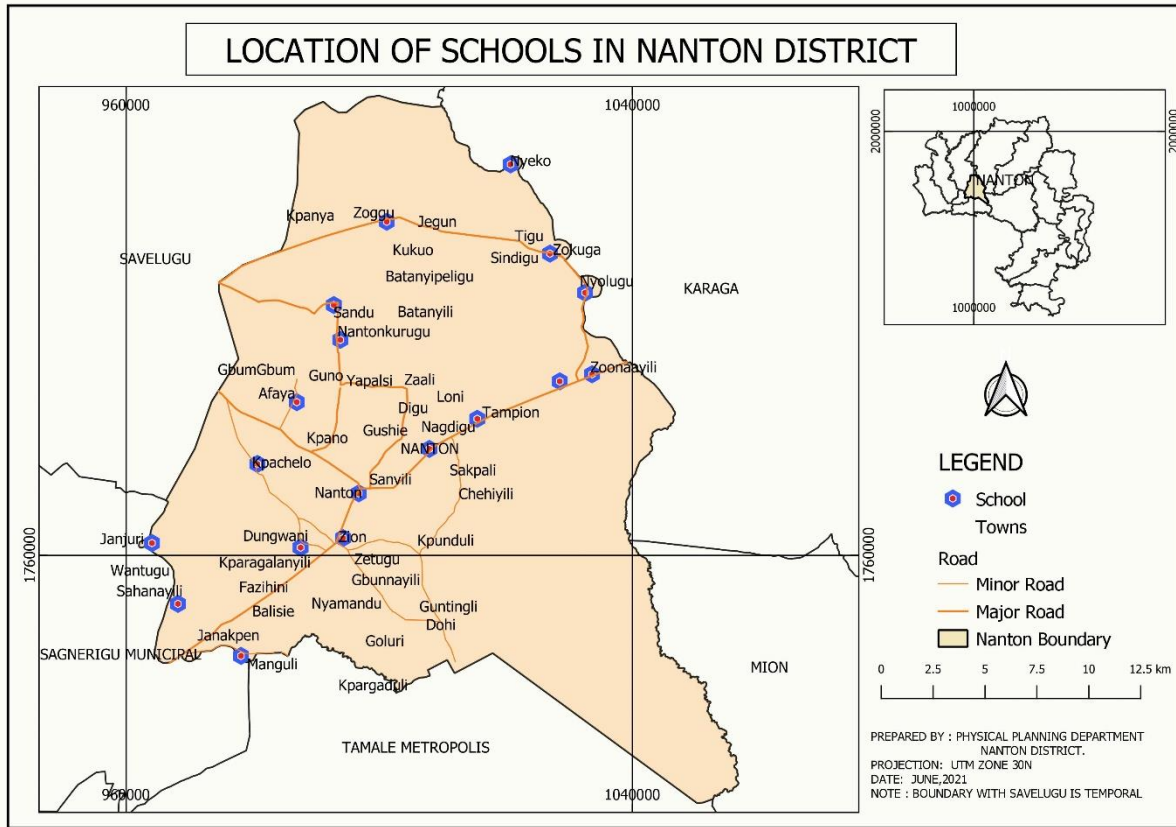 LOCATION OF SCHOOLS IN NANTON DISTRICT
960000
1040000
Nyeko
Kpanya
Zoggu
Jegun
Tigu
Kukuo
Sindigu
Zokuga
SAVELUGU
Batanyipeligu
Nyolugu
KARAGA
Sandu
Batanyili
Nantonkurugu
GbumGbum
Guno
Yapalsi
Zaali
Zoonaayili
Afaya
Loni
Digu
Tampion
Kpano
Gushie
Nagdigu
NANTON
Kpachelo
Sanvili
Sakpali
Nanton
Chehiyili
Janjuri
Dungwani
Zion
Kpunduli
1760000
1760000
Wantugu
Kparagalanyili
Zetugu
Sahanayili
Fazihini
Gbunnayili
Balisie
Nyamandu
Guntingli
Dohi
Janakpen
Goluri
SAGNERIGU MUNICIRAL
Manguli
MION
Kpargaduli
TAMALE METROPOLIS
960000
1040000
1000000
2000000
2000000
NANTON
1000000
LEGEND
School
Towns
Road
Minor Road
Major Road
Nanton Boundary
0 2.5 5 7.5 10 12.5 km
PREPARED BY : PHYSICAL PLANNING DEPARTMENT
NANTON DISTRICT.
PROJECTION: UTM ZONE 30N
DATE: JUNE,2021
NOTE : BOUNDARY WITH SAVELUGU IS TEMPORAL